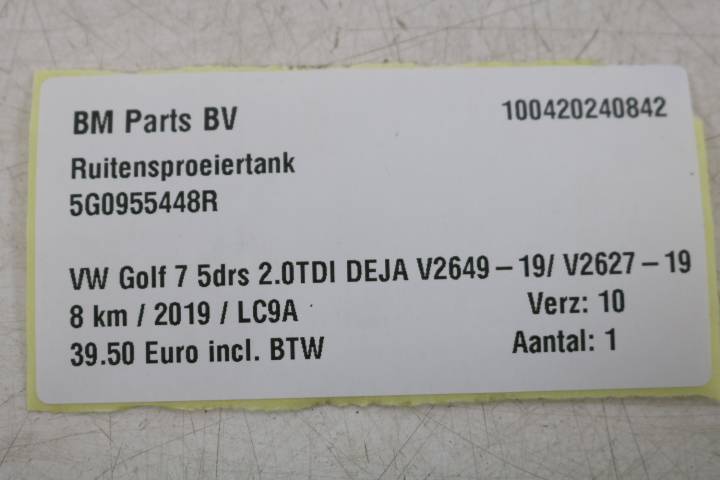 BM Parts BV 100420240842
Ruitensproeiertank
5G0955448R
VW Golf 7 5drs 2.0TDI DEJA V2649 - 19/ V2627 - 19
8 km / 2019 / LC9A Verz: 10
39.50 Euro incl. BTW Aantal: 1